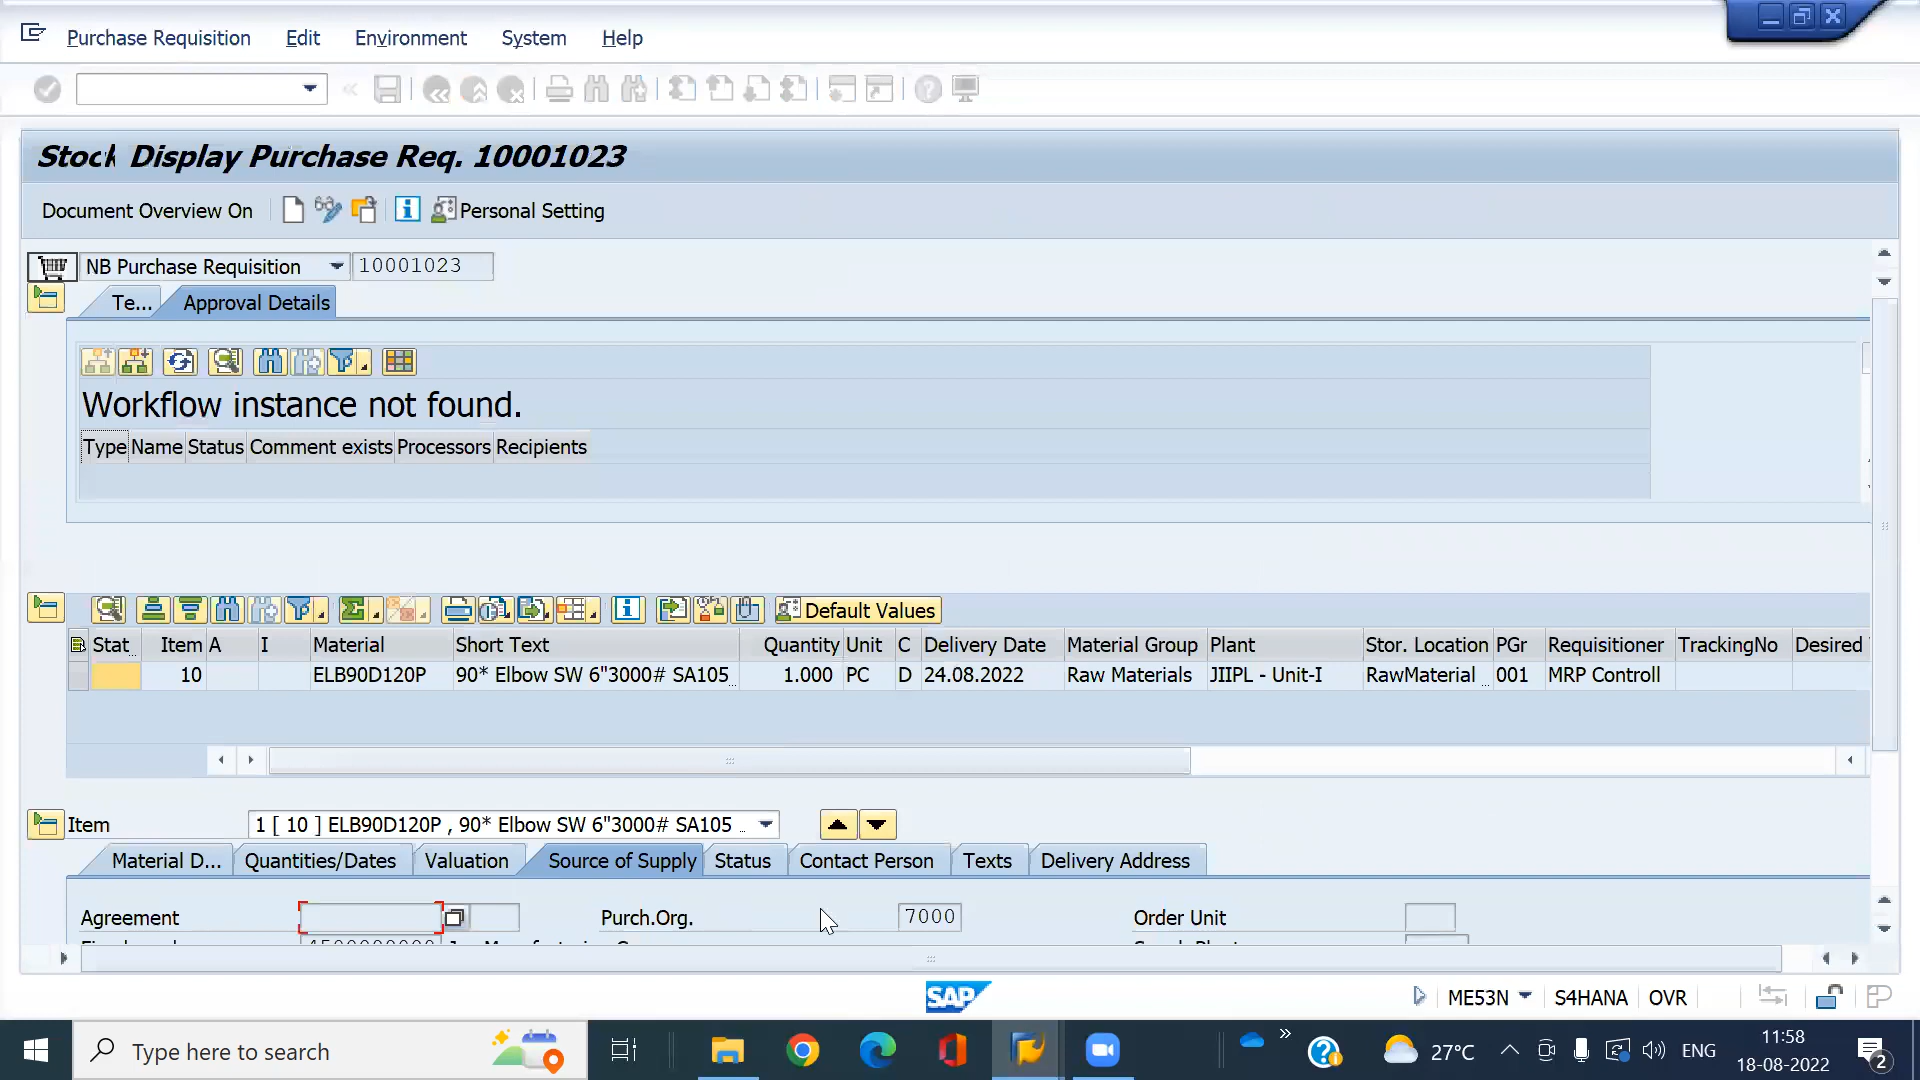 Purchase Requisition Edit Environment System Help
Stock Display Purchase Req. 10001023
Document Overview On Personal Setting
NB Purchase Requisition 10001023
Te... Approval Details
Workflow instance not found.
Type Name Status Comment exists Processors Recipients
Default Values
Stat Item A I Material Short Text Quantity Unit C Delivery Date Material Group Plant Stor. Location PGr Requisitioner TrackingNo Desired
10 ELB90D120P 90* Elbow SW 6"3000# SA105 1.000 PC D 24.08.2022 Raw Materials JIIPL - Unit-I RawMaterial 001 MRP Controll
Item 1 [ 10 ] ELB90D120P , 90* Elbow SW 6"3000# SA105
Material D... Quantities/Dates Valuation Source of Supply Status Contact Person Texts Delivery Address
Agreement Purch.Org. 7000 Order Unit
SAP ME53N S4HANA OVR
Type here to search 27°C ENG 11:58
18-08-2022 2